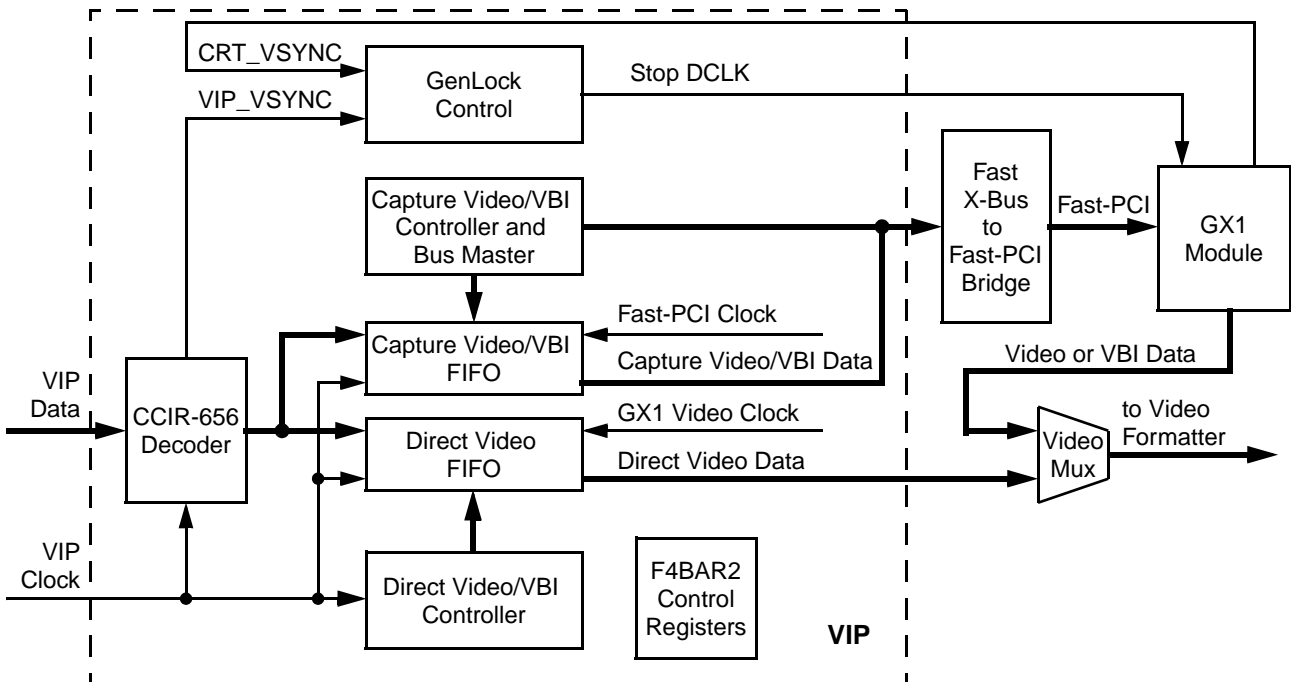 CRT_VSYNC
VIP_VSYNC
GenLock
Control
Stop DCLK
Capture Video/VBI
Controller and
Bus Master
Fast
X-Bus
to
Fast-PCI
Bridge
Fast-PCI
GX1
Module
Fast-PCI Clock
Capture Video/VBI
FIFO
Capture Video/VBI Data
Video or VBI Data
VIP
Data
CCIR-656
Decoder
GX1 Video Clock
Direct Video
FIFO
Direct Video Data
Video
Mux
to Video
Formatter
VIP
Clock
Direct Video/VBI
Controller
F4BAR2
Control
Registers
VIP